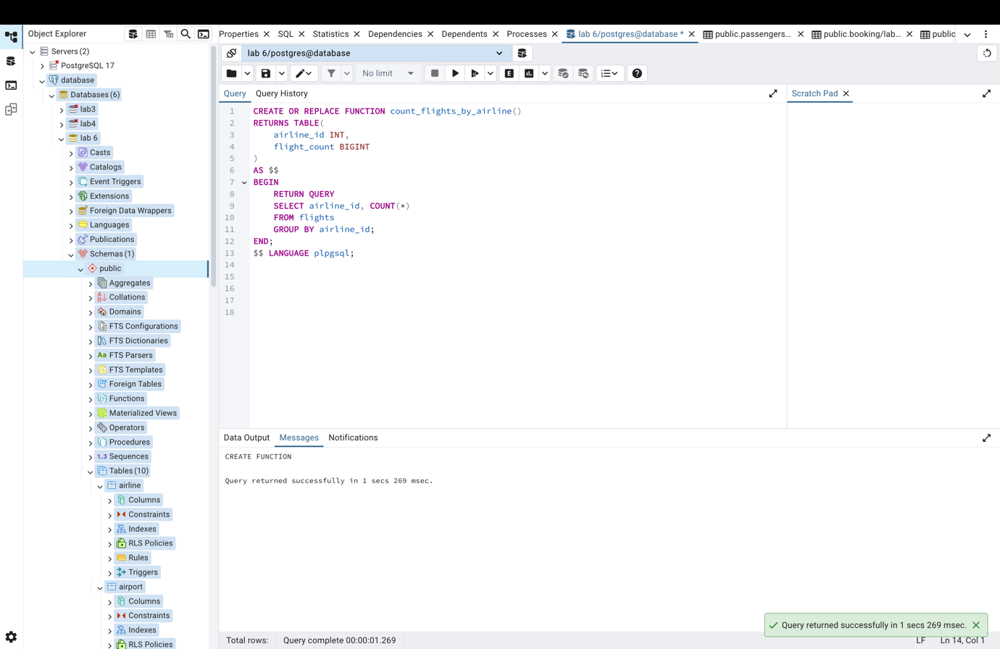 Object Explorer
Servers (2)
PostgreSQL 17
database
Databases (6)
lab3
lab4
lab 6
Casts
Catalogs
Event Triggers
Extensions
Foreign Data Wrappers
Languages
Publications
Schemas (1)
public
Aggregates
Collations
Domains
FTS Configurations
FTS Dictionaries
Aa FTS Parsers
FTS Templates
Foreign Tables
Functions
Materialized Views
Operators
Procedures
1..3 Sequences
Tables (10)
airline
Columns
Constraints
Indexes
RLS Policies
Rules
Triggers
airport
Columns
Constraints
Indexes
RLS Policies
Properties SQL Statistics Dependencies Dependents Processes lab 6/postgres@database * public.passengers... public.booking/lab... public
lab 6/postgres@database
No limit E
Query Query History
1 CREATE OR REPLACE FUNCTION count_flights_by_airline()
2 RETURNS TABLE(
3 airline_id INT,
4 flight_count BIGINT
5 )
6 AS $$
7 BEGIN
8 RETURN QUERY
9 SELECT airline_id, COUNT(*)
10 FROM flights
11 GROUP BY airline_id;
12 END;
13 $$ LANGUAGE plpgsql;
14
15
16
17
18
Scratch Pad
Data Output Messages Notifications
CREATE FUNCTION
Query returned successfully in 1 secs 269 msec.
Query returned successfully in 1 secs 269 msec.
Total rows: Query complete 00:00:01.269 LF Ln 14, Col 1